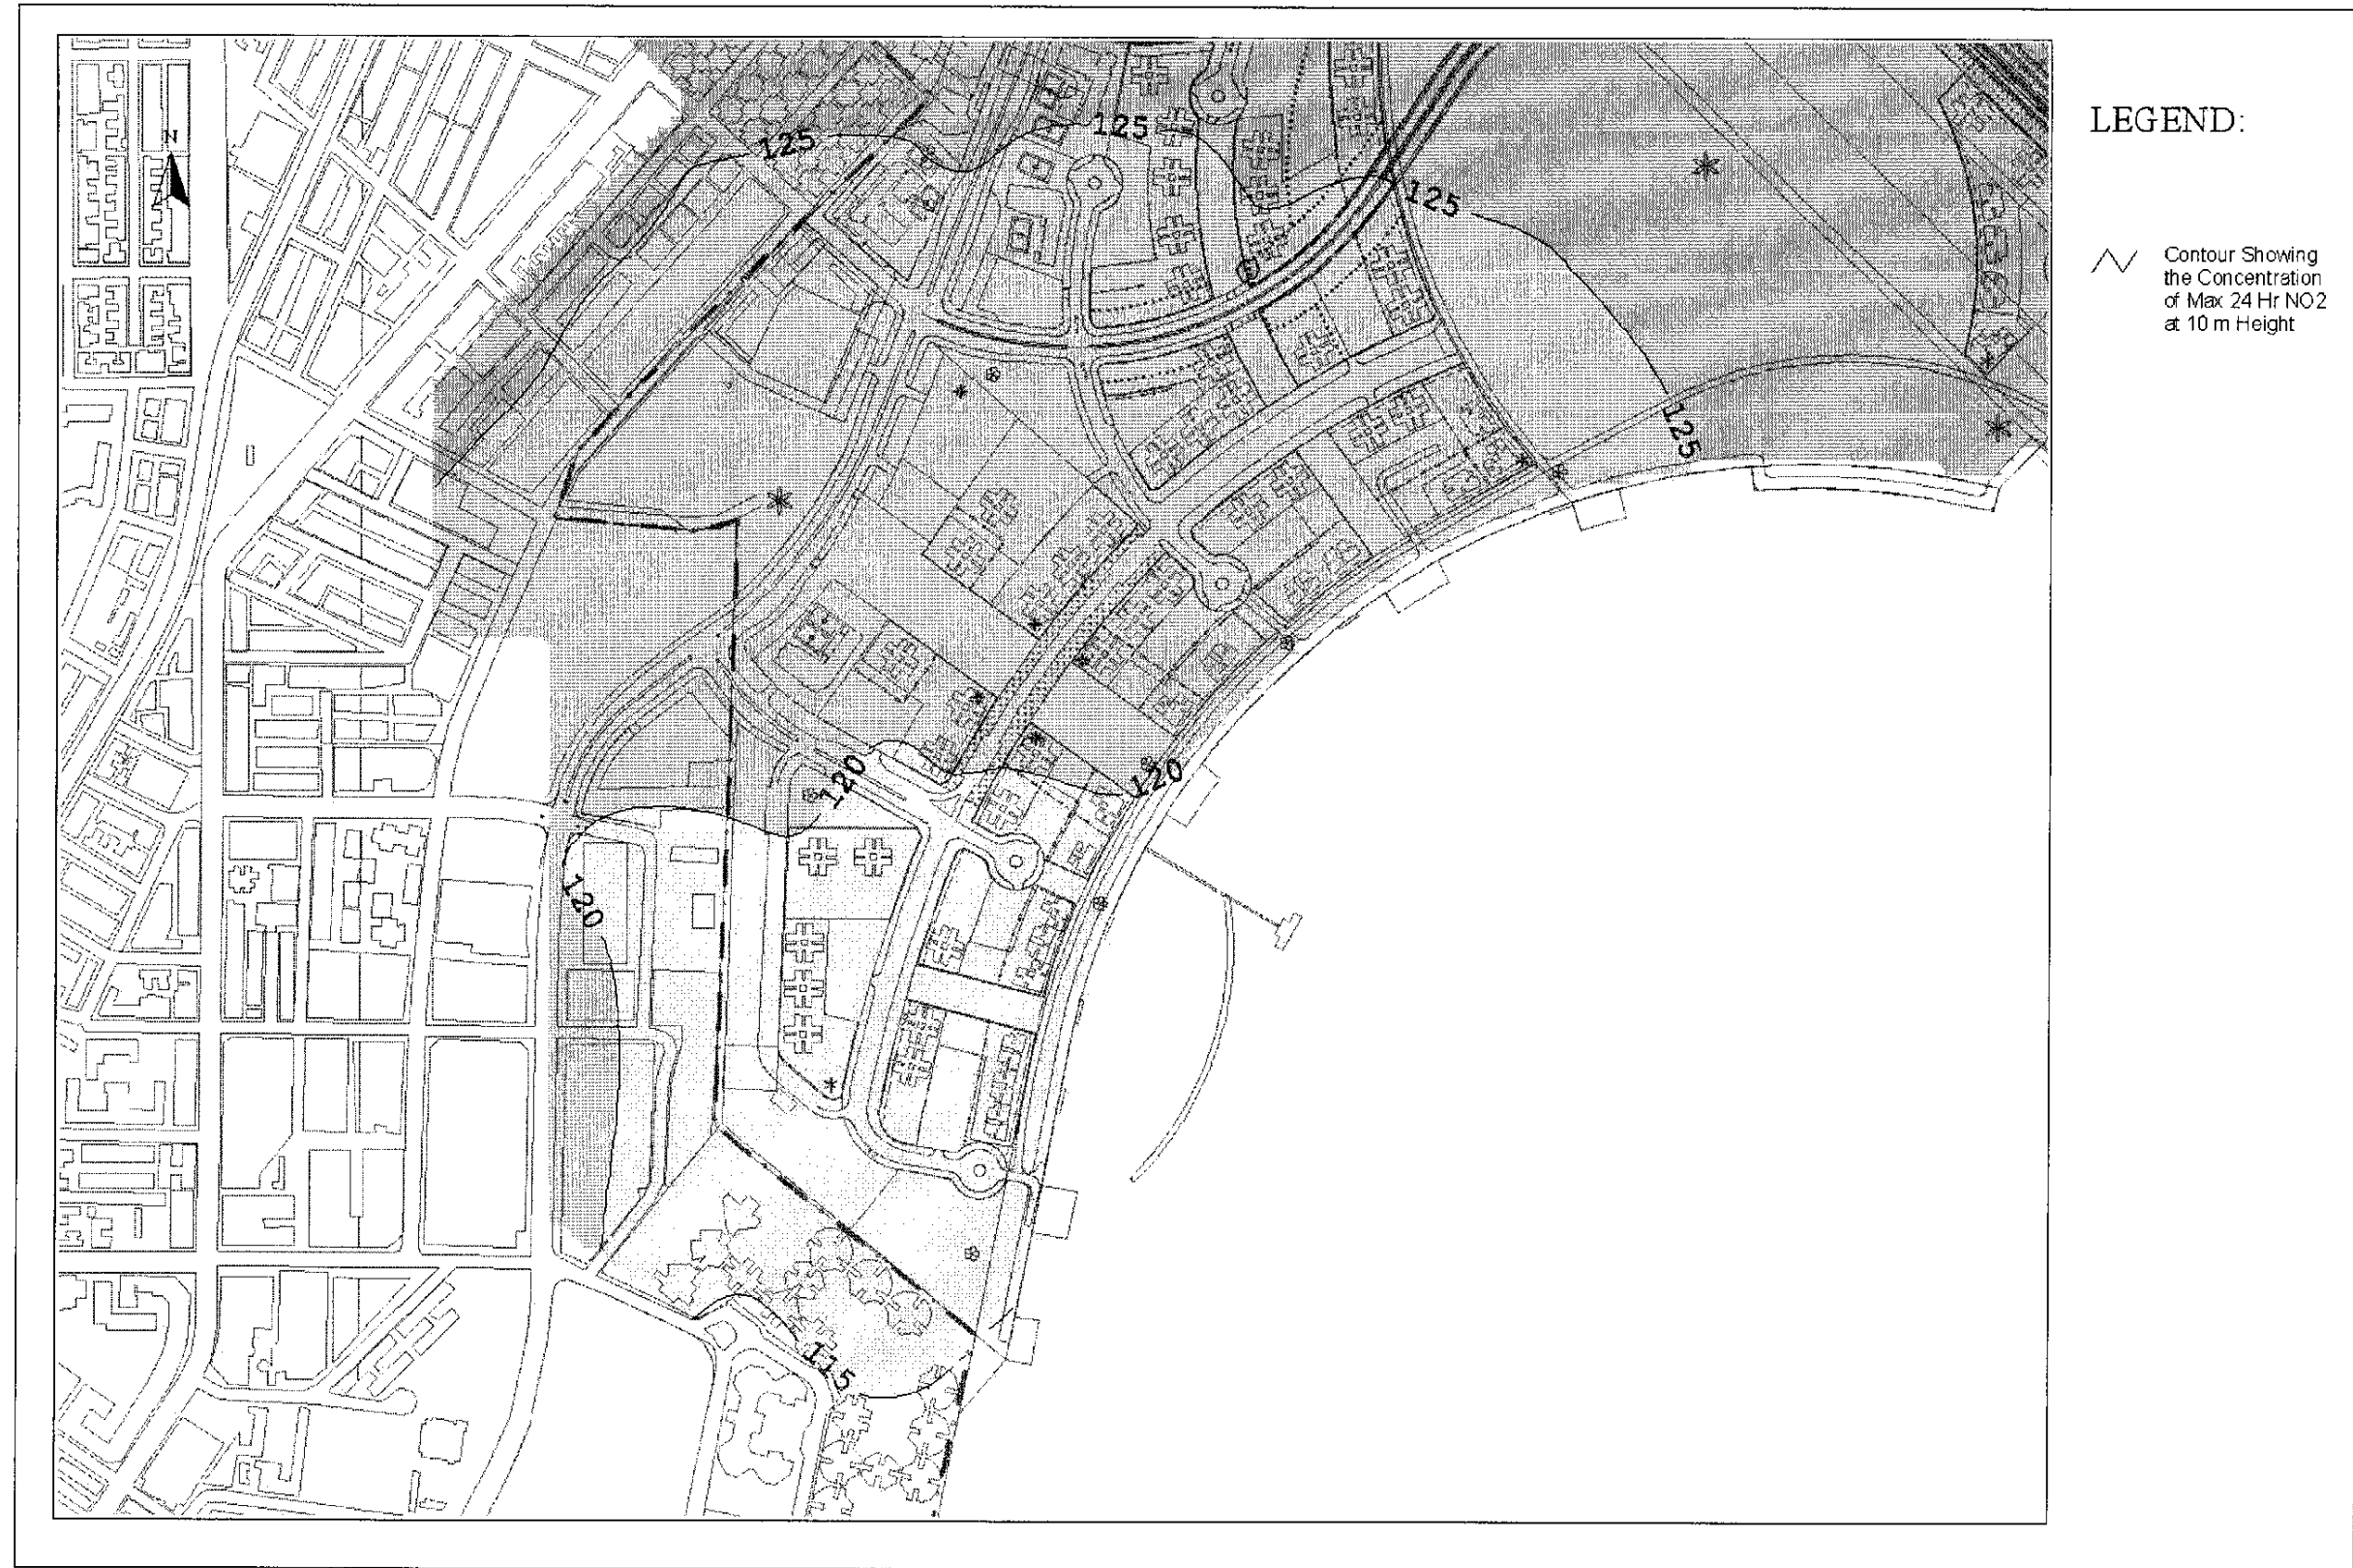 N
125
125
125
125
120
120
120
115
LEGEND:
Contour Showing
the Concentration
of Max 24 Hr NO2
at 10 m Height